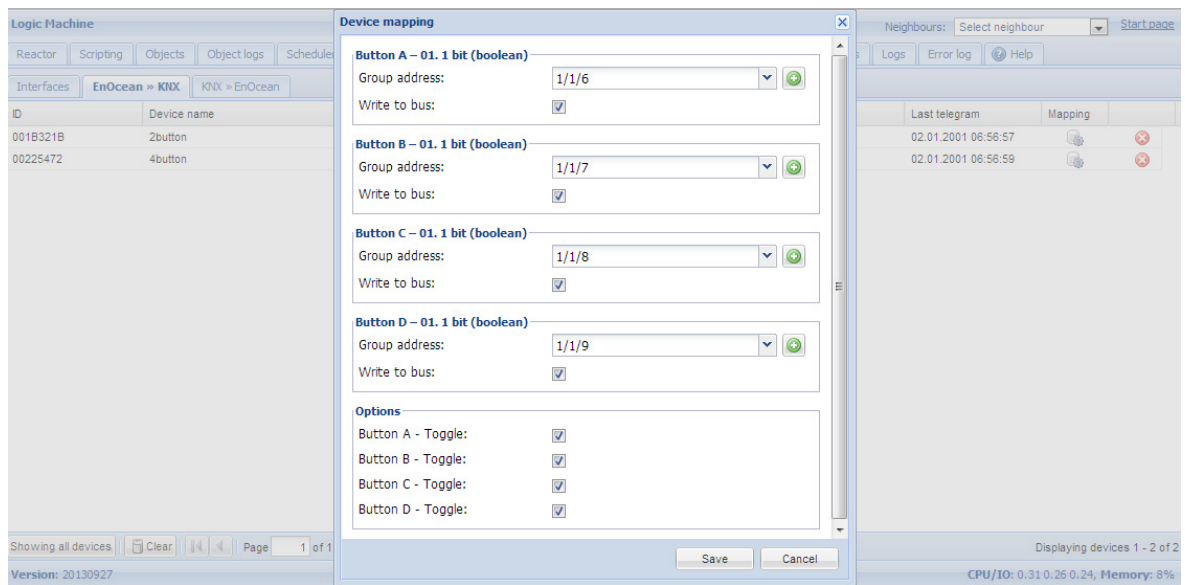 Logic Machine
Device mapping
Neighbours: Select neighbour Start page
Reactor Scripting Objects Object logs Logs Error log Help
Interfaces EnOcean » KNX KNX » EnOcean
ID Device name Last telegram Mapping
001B321B 2button 02.01.2001 06:56:57
00225472 4button 02.01.2001 06:56:59
Button A – 01. 1 bit (boolean)
Group address: 1/1/6
Write to bus:
Button B – 01. 1 bit (boolean)
Group address: 1/1/7
Write to bus:
Button C – 01. 1 bit (boolean)
Group address: 1/1/8
Write to bus:
Button D – 01. 1 bit (boolean)
Group address: 1/1/9
Write to bus:
Options
Button A - Toggle:
Button B - Toggle:
Button C - Toggle:
Button D - Toggle:
Save Cancel
Showing all devices Clear Page 1 of 1 Displaying devices 1 - 2 of 2
Version: 20130927 CPU/IO: 0.31 0.26 0.24, Memory: 8%